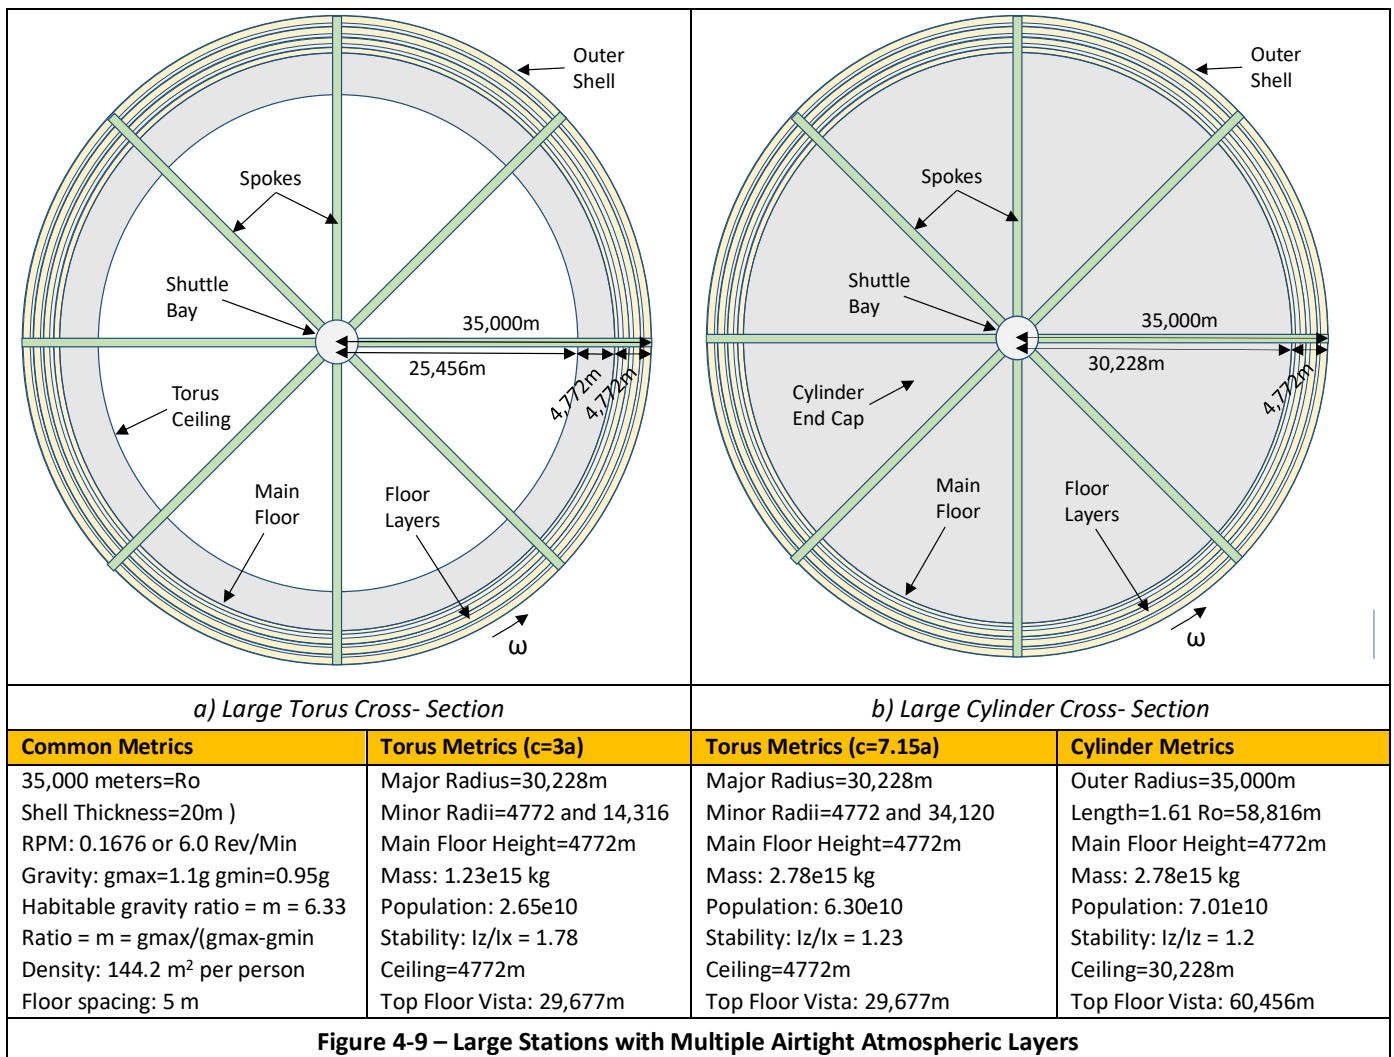 Outer
Shell
Spokes
Shuttle
Bay
35,000m
25,456m
4,772m
4,772m
Torus
Ceiling
Main
Floor
Floor
Layers
ω
Outer
Shell
Spokes
Shuttle
Bay
35,000m
30,228m
4,772m
Cylinder
End Cap
Main
Floor
Floor
Layers
ω
a) Large Torus Cross- Section
b) Large Cylinder Cross- Section
Common Metrics
35,000 meters=Ro
Shell Thickness=20m )
RPM: 0.1676 or 6.0 Rev/Min
Gravity: gmax=1.1g gmin=0.95g
Habitable gravity ratio = m = 6.33
Ratio = m = gmax/(gmax-gmin
Density: 144.2 m² per person
Floor spacing: 5 m
Torus Metrics (c=3a)
Major Radius=30,228m
Minor Radii=4772 and 14,316
Main Floor Height=4772m
Mass: 1.23e15 kg
Population: 2.65e10
Stability: Iz/Ix = 1.78
Ceiling=4772m
Top Floor Vista: 29,677m
Torus Metrics (c=7.15a)
Major Radius=30,228m
Minor Radii=4772 and 34,120
Main Floor Height=4772m
Mass: 2.78e15 kg
Population: 6.30e10
Stability: Iz/Ix = 1.23
Ceiling=4772m
Top Floor Vista: 29,677m
Cylinder Metrics
Outer Radius=35,000m
Length=1.61 Ro=58,816m
Main Floor Height=4772m
Mass: 2.78e15 kg
Population: 7.01e10
Stability: Iz/Iz = 1.2
Ceiling=30,228m
Top Floor Vista: 60,456m
Figure 4-9 – Large Stations with Multiple Airtight Atmospheric Layers